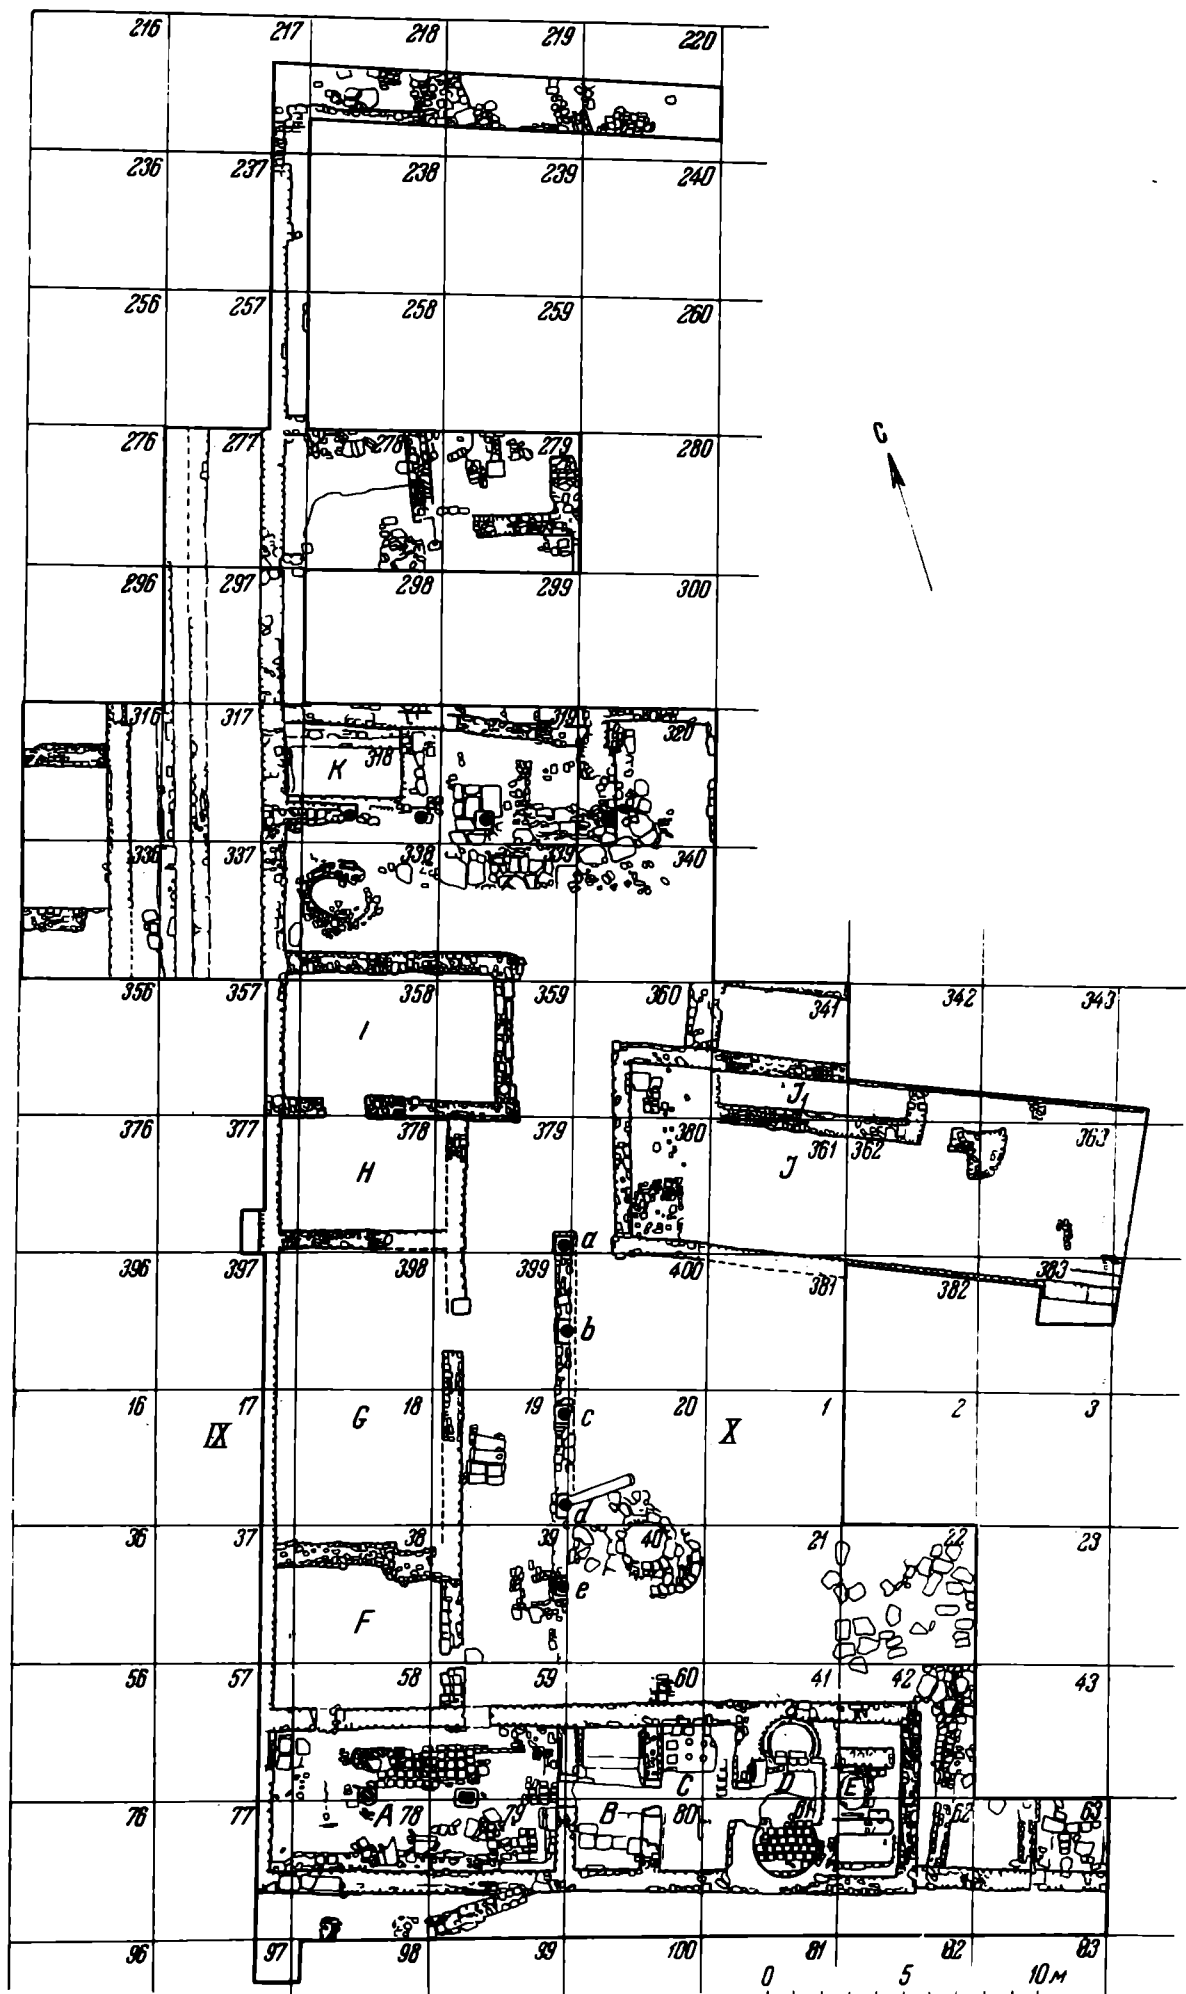 216 217 218 219 220
236 237 238 239 240
256 257 258 259 260
С
276 277 278 279 280
296 297 298 299 300
316 317 319 320
K 318
336 337 338 339 340
356 357 358 359 360 341 342 343
I
J1
376 377 378 379 380 361 362 363
H J
a
396 397 398 399 400 381 382 383
b
16 17 18 19 20 1 2 3
IX G c X
d
36 37 38 39 40 21 22 23
e
F
56 57 58 59 60 41 42 43
C D E
76 77 A 78 79 B 80 61 62 63
96 97 98 99 100 81 82 83
0 5 10 м